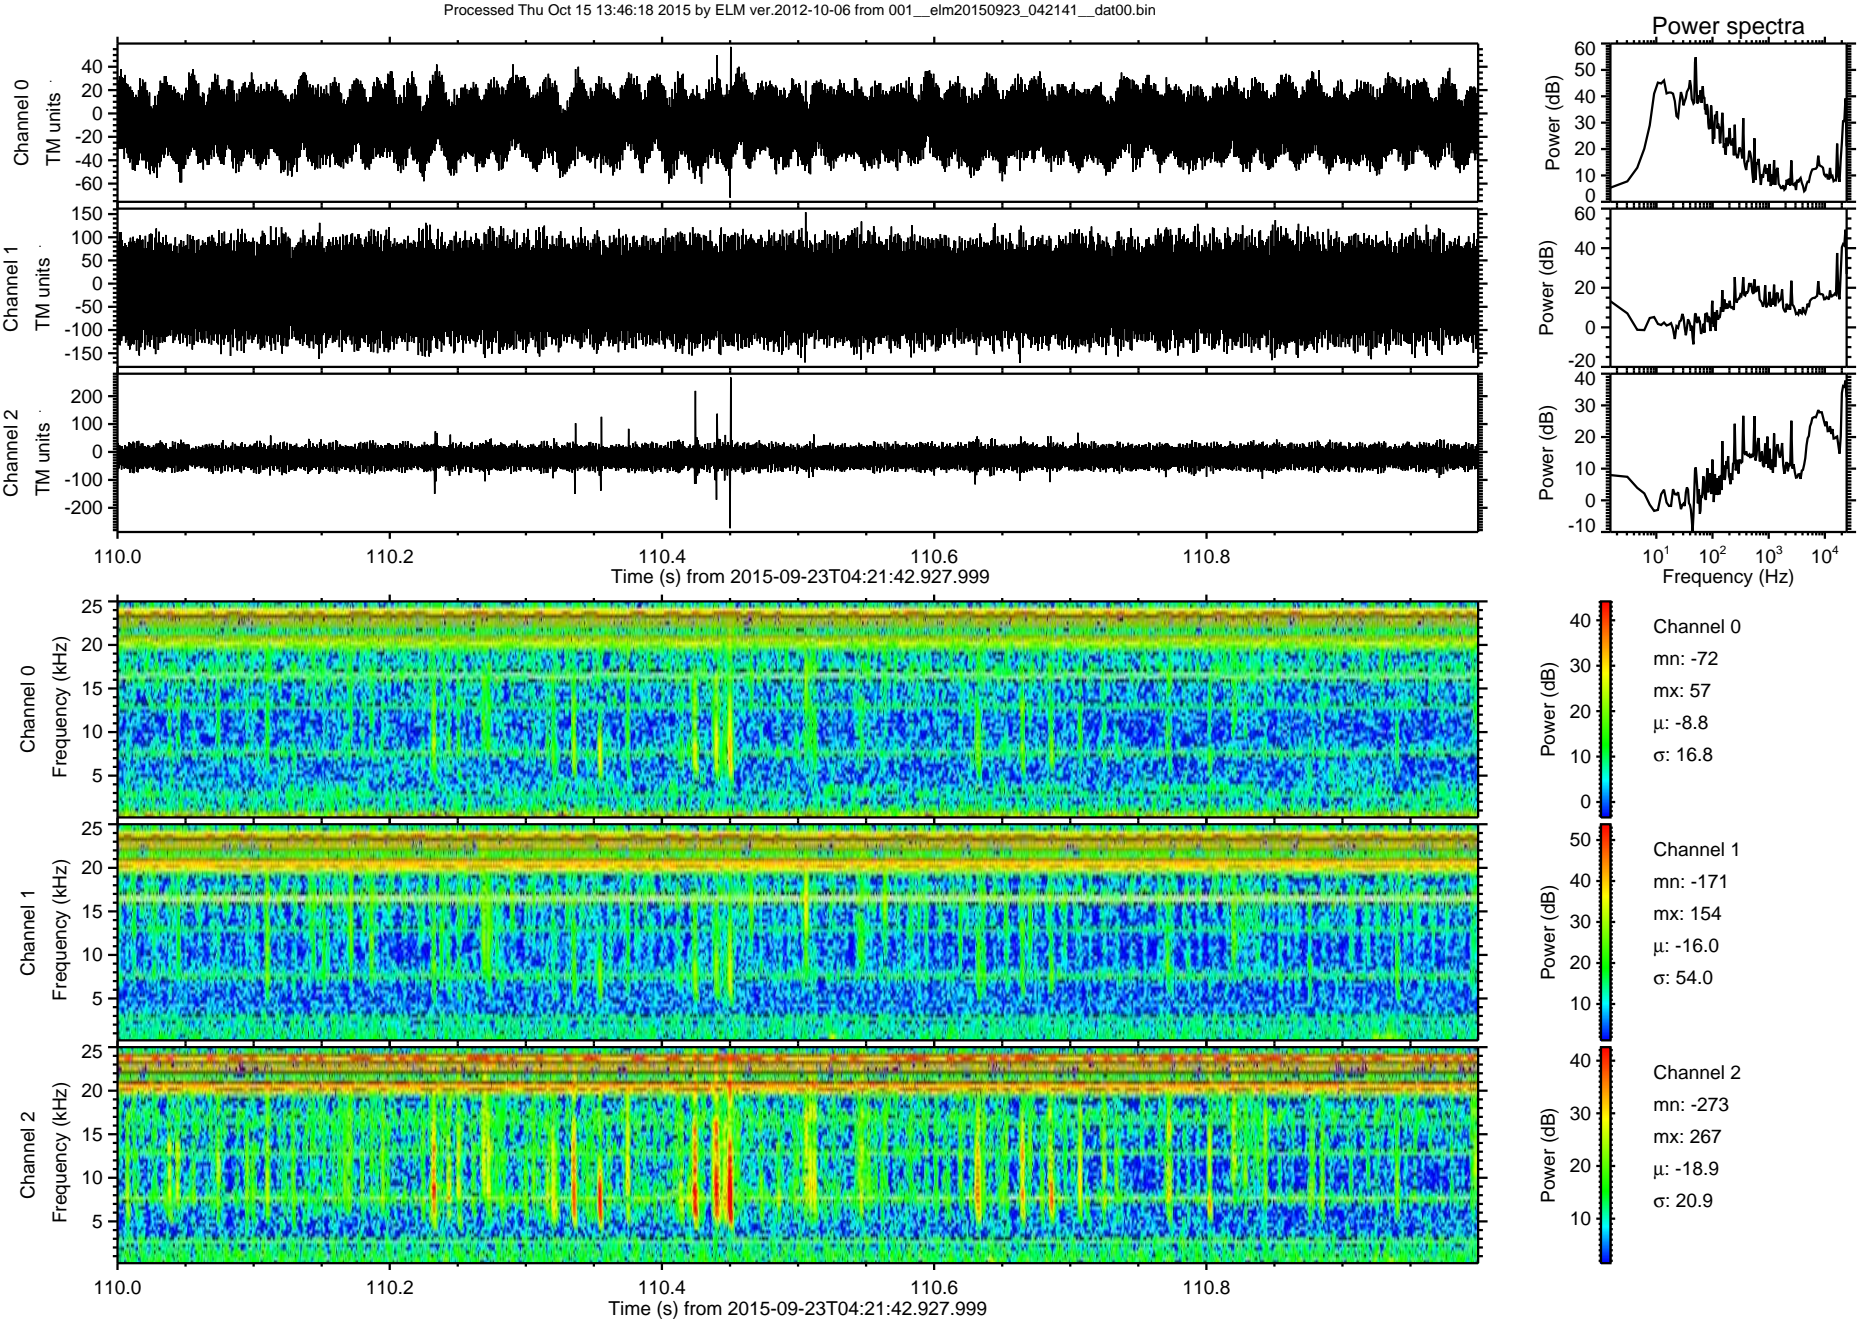 Processed Thu Oct 15 13:46:18 2015 by ELM ver.2012-10-06 from 001__elm20150923_042141__dat00.bin
Power spectra
Channel 0
TM units
40
20
0
-20
-40
-60
Power (dB)
60
50
40
30
20
10
0
Channel 1
TM units
150
100
50
0
-50
-100
-150
Power (dB)
60
40
20
0
-20
Channel 2
TM units
200
100
0
-100
-200
Power (dB)
40
30
20
10
0
-10
110.0 110.2 110.4 110.6 110.8
Time (s) from 2015-09-23T04:21:42.927.999
10¹ 10² 10³ 10⁴
Frequency (Hz)
Channel 0
Frequency (kHz)
25
20
15
10
5
Power (dB)
40
30
20
10
0
Channel 0
mn: -72
mx: 57
μ: -8.8
σ: 16.8
Channel 1
Frequency (kHz)
25
20
15
10
5
Power (dB)
50
40
30
20
10
Channel 1
mn: -171
mx: 154
μ: -16.0
σ: 54.0
Channel 2
Frequency (kHz)
25
20
15
10
5
Power (dB)
40
30
20
10
Channel 2
mn: -273
mx: 267
μ: -18.9
σ: 20.9
110.0 110.2 110.4 110.6 110.8
Time (s) from 2015-09-23T04:21:42.927.999